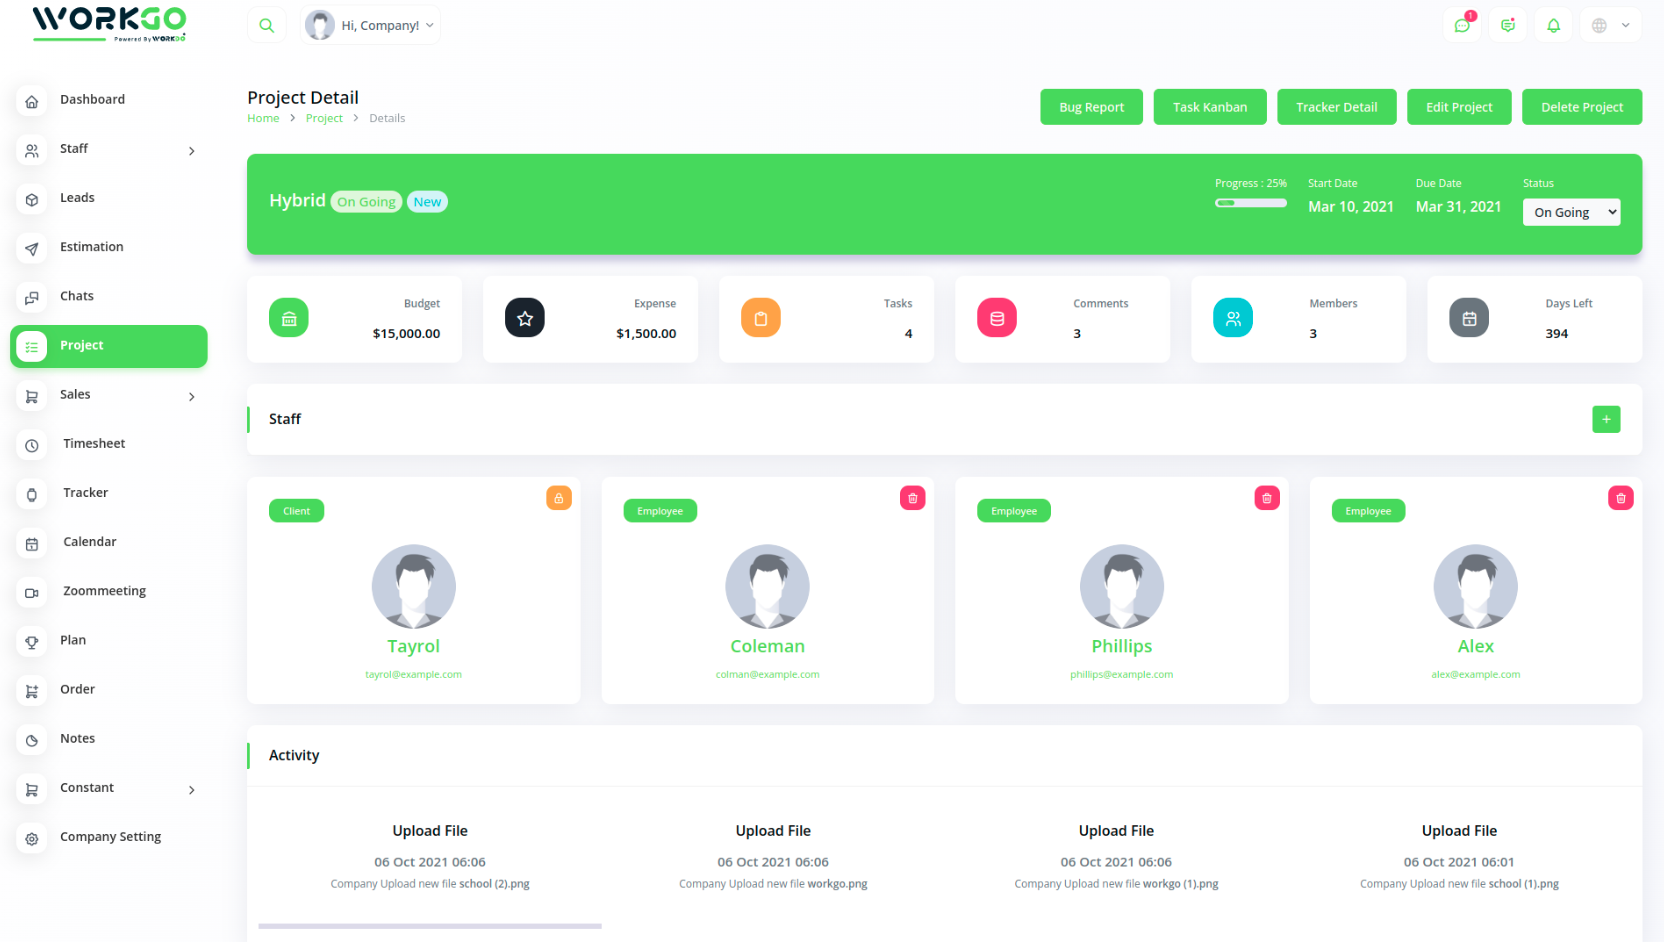 WORKGO
Powered By WORKGO
Hi, Company!
1
Dashboard
Staff
Leads
Estimation
Chats
Project
Sales
Timesheet
Tracker
Calendar
Zoommeeting
Plan
Order
Notes
Constant
Company Setting
Project Detail
Home > Project > Details
Bug Report
Task Kanban
Tracker Detail
Edit Project
Delete Project
Hybrid On Going New
Progress : 25%
Start Date
Mar 10, 2021
Due Date
Mar 31, 2021
Status
On Going
Budget
$15,000.00
Expense
$1,500.00
Tasks
4
Comments
3
Members
3
Days Left
394
Staff
+
Client
Tayrol
tayrol@example.com
Employee
Coleman
colman@example.com
Employee
Phillips
phillips@example.com
Employee
Alex
alex@example.com
Activity
Upload File
06 Oct 2021 06:06
Company Upload new file school (2).png
Upload File
06 Oct 2021 06:06
Company Upload new file workgo.png
Upload File
06 Oct 2021 06:06
Company Upload new file workgo (1).png
Upload File
06 Oct 2021 06:01
Company Upload new file school (1).png